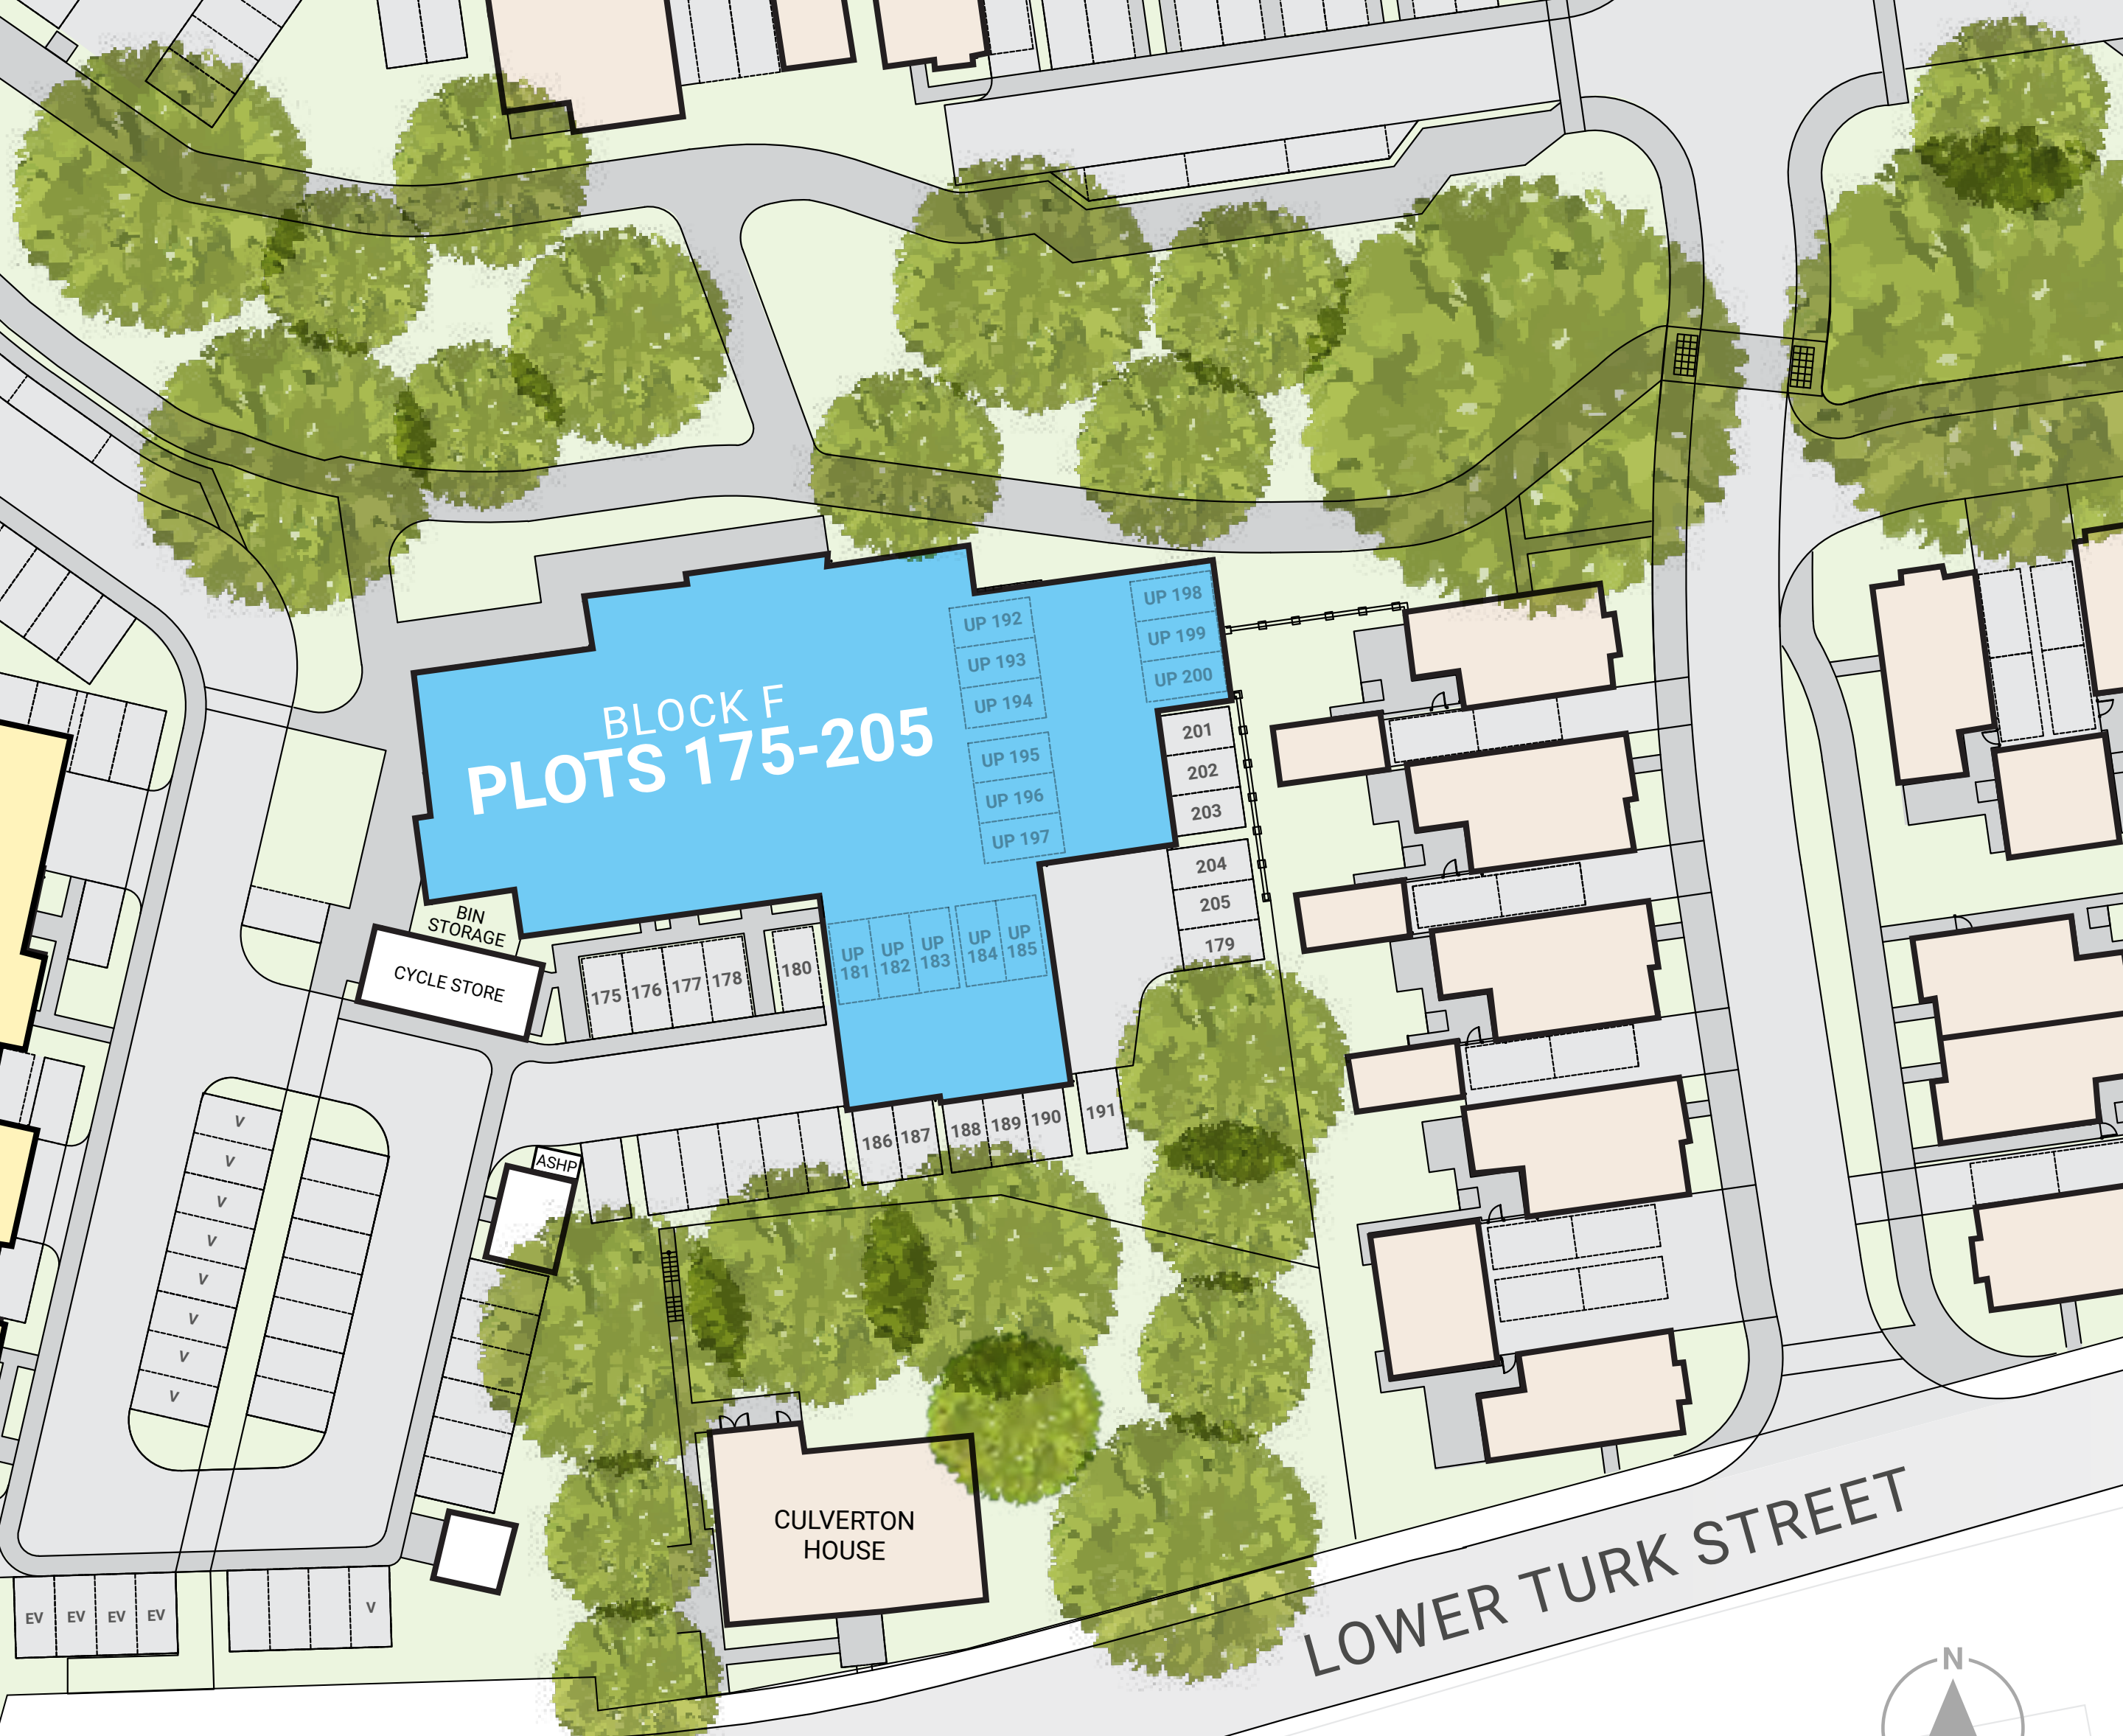 UP 198
UP 192
UP 199
UP 193
UP 200
UP 194
BLOCK F
PLOTS 175-205
201
UP 195
202
UP 196
203
UP 197
204
205
179
BIN
STORAGE
CYCLE STORE
175
176
177
178
180
UP
181
UP
182
UP
183
UP
184
UP
185
186
187
188
189
190
191
ASHP
V
V
V
V
V
V
V
V
CULVERTON
HOUSE
EV
EV
EV
EV
V
LOWER TURK STREET
N